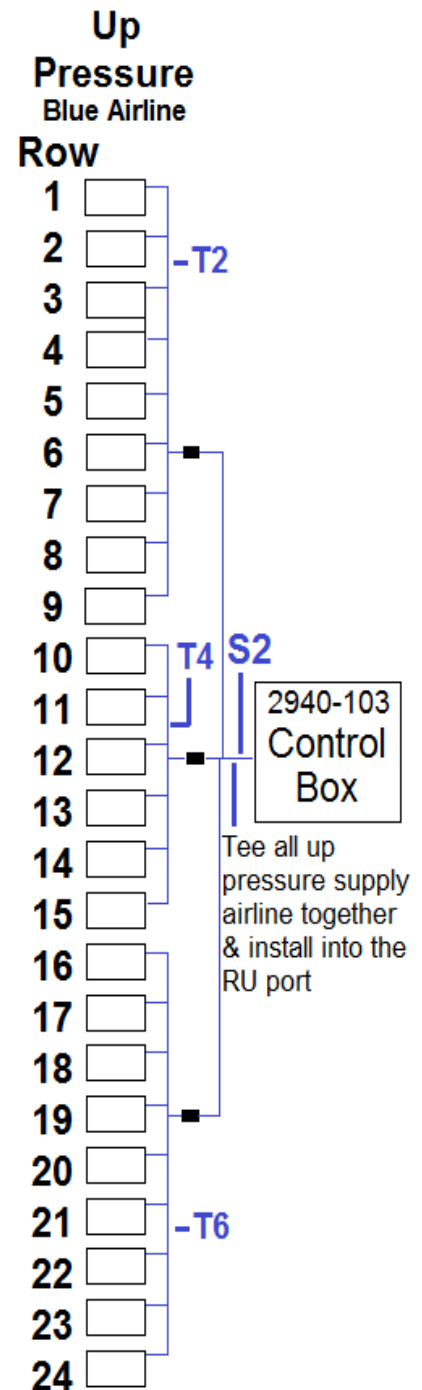 Up
Pressure
Blue Airline
Row
1
2
-T2
3
4
5
6
7
8
9
10
T4 S2
11
2940-103
Control
Box
12
13
14
Tee all up
pressure supply
airline together
& install into the
RU port
15
16
17
18
19
20
21
-T6
22
23
24